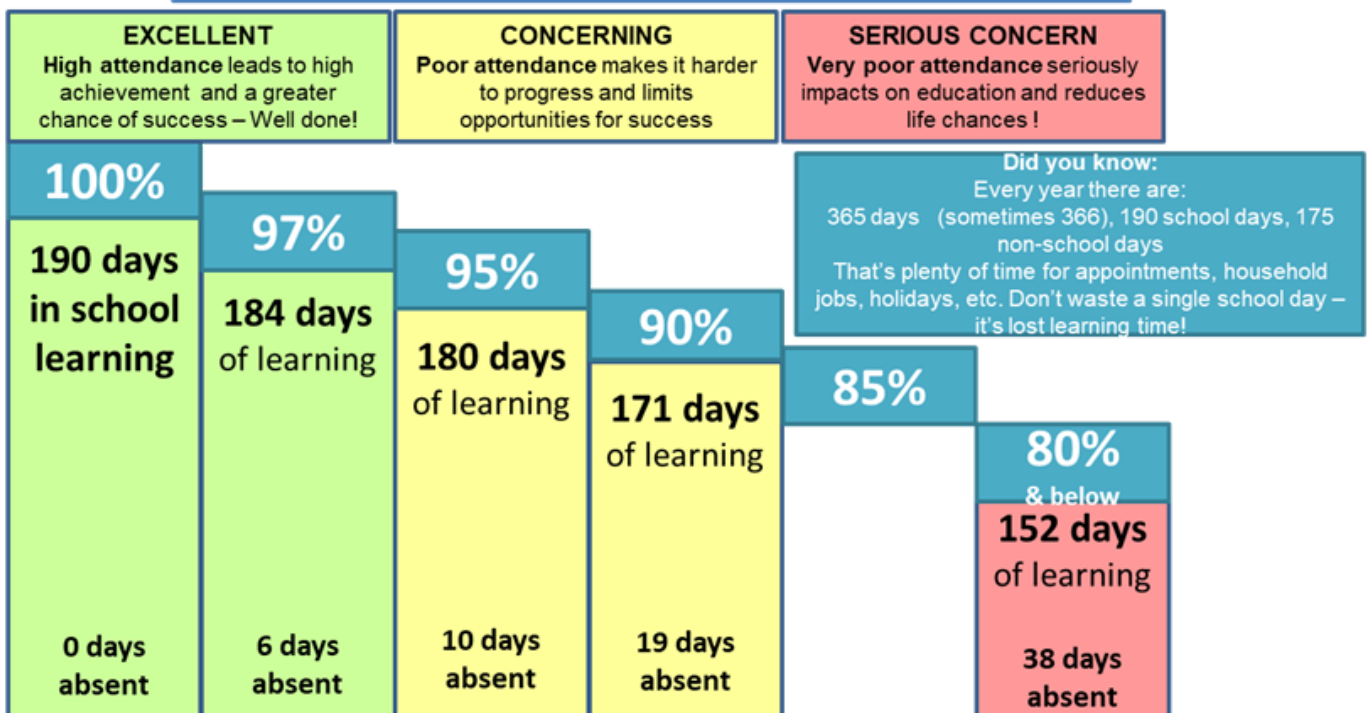 EXCELLENT
High attendance leads to high
achievement and a greater
chance of success – Well done!
CONCERNING
Poor attendance makes it harder
to progress and limits
opportunities for success
SERIOUS CONCERN
Very poor attendance seriously
impacts on education and reduces
life chances !
Did you know:
Every year there are:
365 days (sometimes 366), 190 school days, 175
non-school days
That's plenty of time for appointments, household
jobs, holidays, etc. Don't waste a single school day –
it's lost learning time!
100%
190 days
in school
learning
0 days
absent
97%
184 days
of learning
6 days
absent
95%
180 days
of learning
10 days
absent
90%
171 days
of learning
19 days
absent
85%
80%
& below
152 days
of learning
38 days
absent